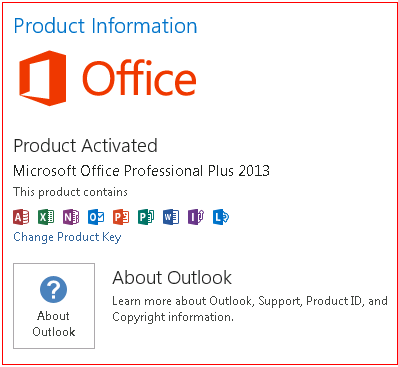 Product Information
Office
Product Activated
Microsoft Office Professional Plus 2013
This product contains
A X N O P P W I L
Change Product Key
?
About
Outlook
About Outlook
Learn more about Outlook, Support, Product ID, and
Copyright information.